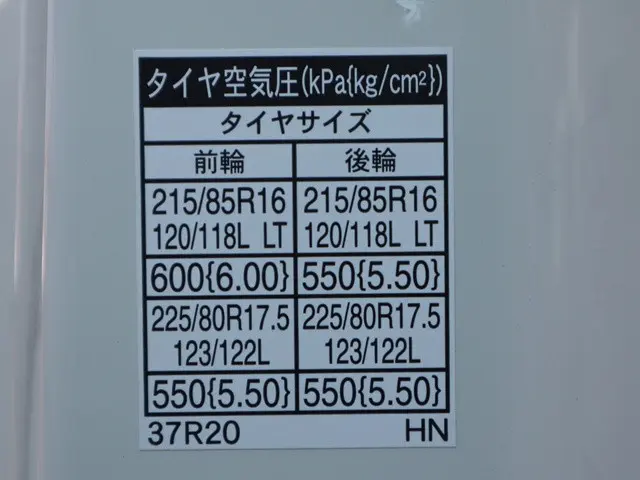 タイヤ空気圧(kPa{kg/cm²})
タイヤサイズ
前輪 後輪
215/85R16 215/85R16
120/118L LT 120/118L LT
600{6.00} 550{5.50}
225/80R17.5 225/80R17.5
123/122L 123/122L
550{5.50} 550{5.50}
37R20 HN